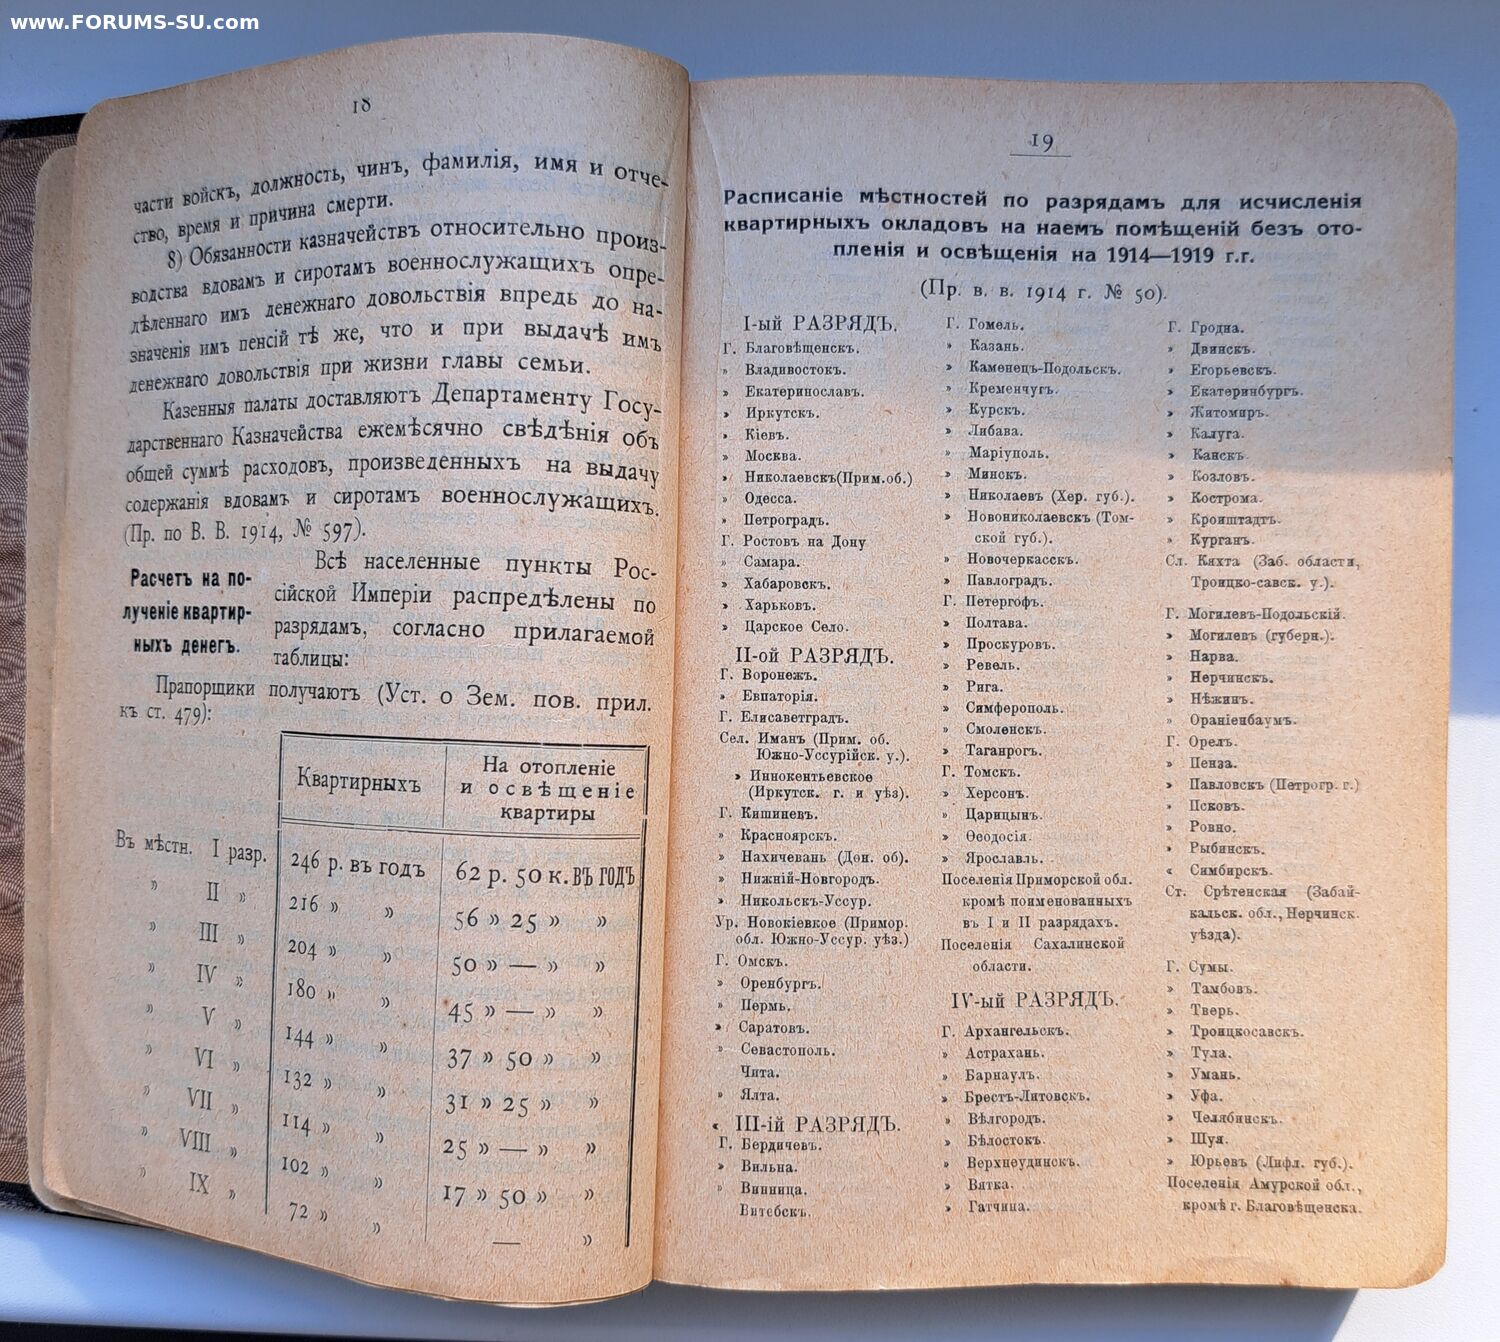 www.FORUMS-SU.com
18
части войскъ, должность, чинъ, фамилія, имя и отче-
ство, время и причина смерти.
8) Обязанности казначействъ относительно произ-
водства вдовамъ и сиротамъ военнослужащихъ опре-
дѣленнаго имъ денежнаго довольствія впредь до на-
значенія имъ пенсій тѣ же, что и при выдачѣ имъ
денежнаго довольствія при жизни главы семьи.
Казенныя палаты доставляютъ Департаменту Госу-
дарственнаго Казначейства ежемѣсячно свѣдѣнія объ
общей суммѣ расходовъ, произведенныхъ на выдачу
содержанія вдовамъ и сиротамъ военнослужащихъ.
(Пр. по В. В. 1914, № 597).
Расчетъ на по-
лученіе квартир-
ныхъ денегъ.
Всѣ населенные пункты Рос-
сійской Имперіи распредѣлены по
разрядамъ, согласно прилагаемой
таблицы:
Прапорщики получаютъ (Уст. о Зем. пов. прил.
къ ст. 479):
Квартирныхъ
На отопленіе
и освѣщеніе
квартиры
Въ мѣстн. I разр. 246 р. въ годъ 62 р. 50 к. въ годъ
» II » 216 » » 56 » 25 » »
» III » 204 » » 50 » — » »
» IV » 180 » » 45 » — » »
» V » 144 » » 37 » 50 » »
» VI » 132 » » 31 » 25 » »
» VII » 114 » » 25 » — » »
» VIII » 102 » » 17 » 50 » »
» IX » 72 » » — »
19
Расписаніе мѣстностей по разрядамъ для исчисленія
квартирныхъ окладовъ на наемъ помѣщеній безъ ото-
пленія и освѣщенія на 1914—1919 г.г.
(Пр. в. в. 1914 г. № 50).
I-ый РАЗРЯДЪ.
Г. Благовѣщенскъ.
» Владивостокъ.
» Екатеринославъ.
» Иркутскъ.
» Кіевъ.
» Москва.
» Николаевскъ(Прим.об.)
» Одесса.
» Петроградъ.
Г. Ростовъ на Дону
» Самара.
» Хабаровскъ.
» Харьковъ.
» Царское Село.
II-ой РАЗРЯДЪ.
Г. Воронежъ.
» Евпаторія.
Г. Елисаветградъ.
Сел. Иманъ (Прим. об.
Южно-Уссурійск. у.).
» Иннокентьевское
(Иркутск. г. и уѣз).
Г. Кишиневъ.
» Красноярскъ.
» Нахичевань (Дон. об).
» Нижній-Новгородъ.
» Никольскъ-Уссур.
Ур. Новокіевкое (Примор.
обл. Южно-Уссур. уѣз.)
Г. Омскъ.
» Оренбургъ.
» Пермь.
» Саратовъ.
» Севастополь.
Чита.
» Ялта.
« III-ій РАЗРЯДЪ.
Г. Бердичевъ.
» Вильна.
» Винница.
Витебскъ.
Г. Гомель.
» Казань.
» Каменецъ-Подольскъ.
» Кременчугъ.
» Курскъ.
» Либава.
» Маріуполь.
» Минскъ.
» Николаевъ (Хер. губ.).
» Новониколаевскъ (Том-
ской губ.).
» Новочеркасскъ.
» Павлоградъ.
Г. Петергофъ.
» Полтава.
» Проскуровъ.
» Ревель.
» Рига.
» Симферополь.
» Смоленскъ.
» Таганрогъ.
Г. Томскъ.
» Херсонъ.
» Царицынъ.
» Ѳеодосія.
» Ярославль.
Поселенія Приморской обл.
кромѣ поименованныхъ
въ I и II разрядахъ.
Поселенія Сахалинской
области.
IV-ый РАЗРЯДЪ.
Г. Архангельскъ.
» Астрахань.
» Барнаулъ.
» Брестъ-Литовскъ.
» Бѣлгородъ.
» Бѣлостокъ.
» Верхнеудинскъ.
» Вятка.
» Гатчина.
Г. Гродна.
» Двинскъ.
» Егорьевскъ.
» Екатеринбургъ.
» Житомиръ.
» Калуга.
» Канскъ
» Козловъ.
» Кострома.
» Кронштадтъ.
» Курганъ.
Сл. Кяхта (Заб. области,
Троицко-савск. у.).
Г. Могилевъ-Подольскій.
» Могилевъ (губерн.).
» Нарва.
» Нерчинскъ.
» Нѣжинъ.
» Ораніенбаумъ.
Г. Орелъ.
» Пенза.
» Павловскъ (Петрогр. г.)
» Псковъ.
» Ровно.
» Рыбинскъ.
« Симбирскъ.
Ст. Срѣтенская (Забай-
кальск. обл., Нерчинск.
уѣзда).
Г. Сумы.
» Тамбовъ.
» Тверь.
» Троицкосавскъ.
» Тула.
» Умань.
» Уфа.
» Челябинскъ.
» Шуя.
» Юрьевъ (Лифл. губ.).
Поселенія Амурской обл.,
кромѣ г. Благовѣщенска.